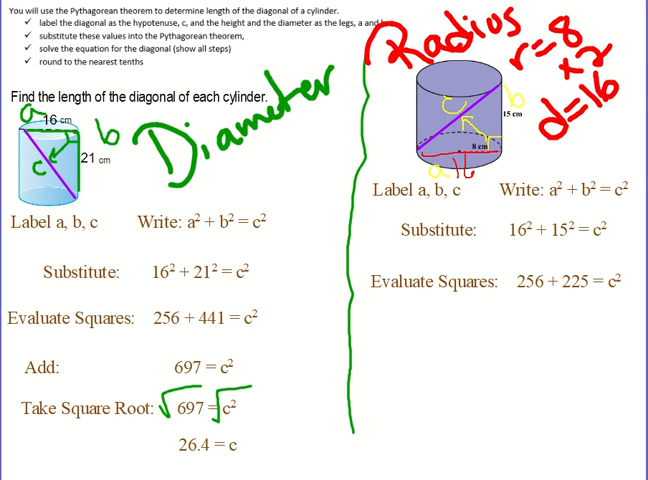 You will use the Pythagorean theorem to determine length of the diagonal of a cylinder.
✓ label the diagonal as the hypotenuse, c, and the height and the diameter as the legs, a and
✓ substitute these values into the Pythagorean theorem,
✓ solve the equation for the diagonal (show all steps)
✓ round to the nearest tenths
Find the length of the diagonal of each cylinder.
a
16 cm
b
c
21 cm
Diameter
Label a, b, c Write: a² + b² = c²
Substitute: 16² + 21² = c²
Evaluate Squares: 256 + 441 = c²
Add: 697 = c²
Take Square Root: √697 = √c²
26.4 = c
Radius
r = 8
× 2
d = 16
c
b
15 cm
8 cm
a 16
Label a, b, c Write: a² + b² = c²
Substitute: 16² + 15² = c²
Evaluate Squares: 256 + 225 = c²